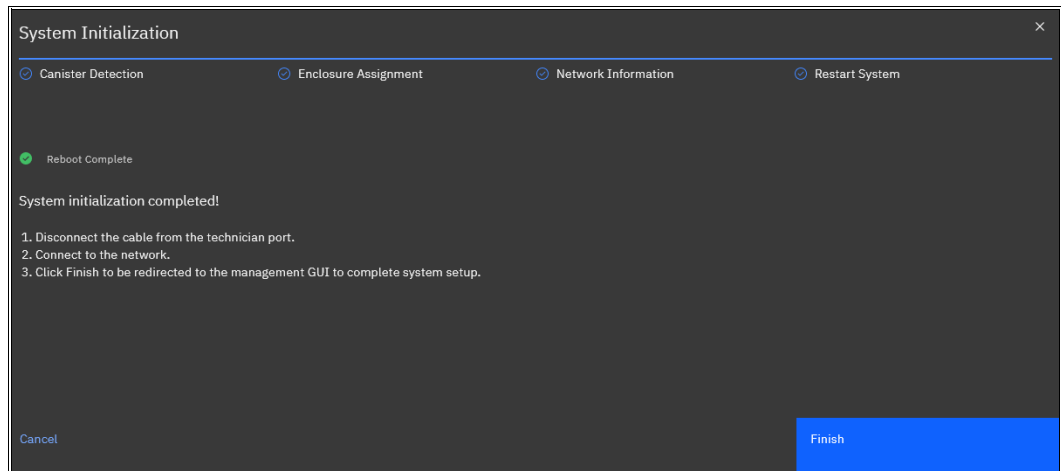 System Initialization
Canister Detection
Enclosure Assignment
Network Information
Restart System
Reboot Complete
System initialization completed!
1. Disconnect the cable from the technician port.
2. Connect to the network.
3. Click Finish to be redirected to the management GUI to complete system setup.
Cancel
Finish